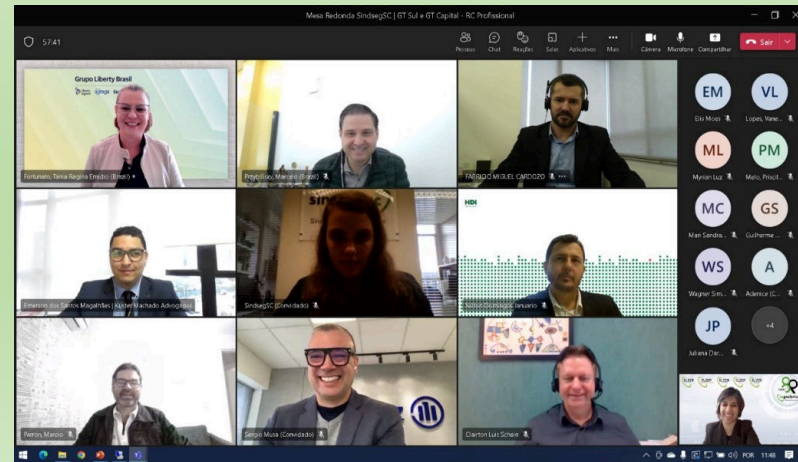 Mesa Redonda SindsegSC | GT Sul e GT Capital - RC Profissional
57:41
Pessoas
Chat
Reações
Salas
Aplicativos
Mais
Câmera
Microfone
Compartilhar
Sair
Grupo Liberty Brasil
Fortunato, Tania Regina Emidio (Brazil)
Marcelo (Brazil)
FABRICIO MIGUEL CARDOZO
EM
Elis Moes
VL
Lopes, Vane...
ML
Myrian Luz
PM
Melo, Priscil...
Emerson dos Santos Magalhães | Küster Machado Advogados
SindsegSC (Convidado)
HDI
Nelson Domingos Januario
MC
Mari Sandra...
GS
Guilherme ...
WS
Wagner Sim...
A
Adenice (C...
Parron, Marcio
Sergio Musa (Convidado)
Clairton Luis Schein
JP
Juliana Dar...
+4
POR
11:48